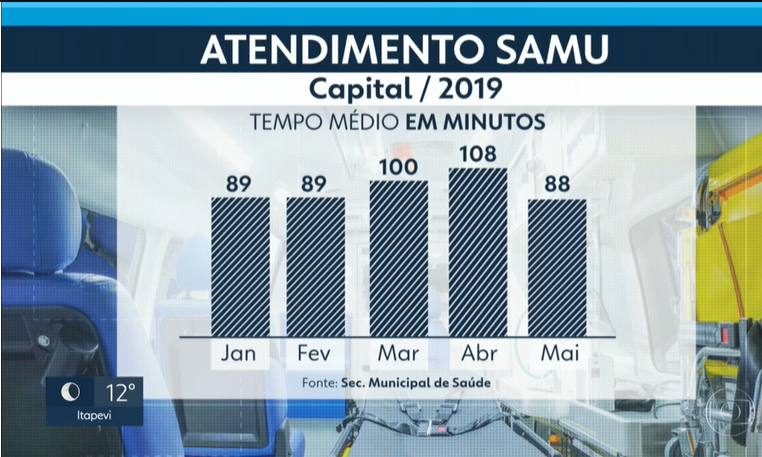 ATENDIMENTO SAMU
Capital / 2019
TEMPO MÉDIO EM MINUTOS
89 89 100 108 88
Jan Fev Mar Abr Mai
Fonte: Sec. Municipal de Saúde
12°
Itapevi